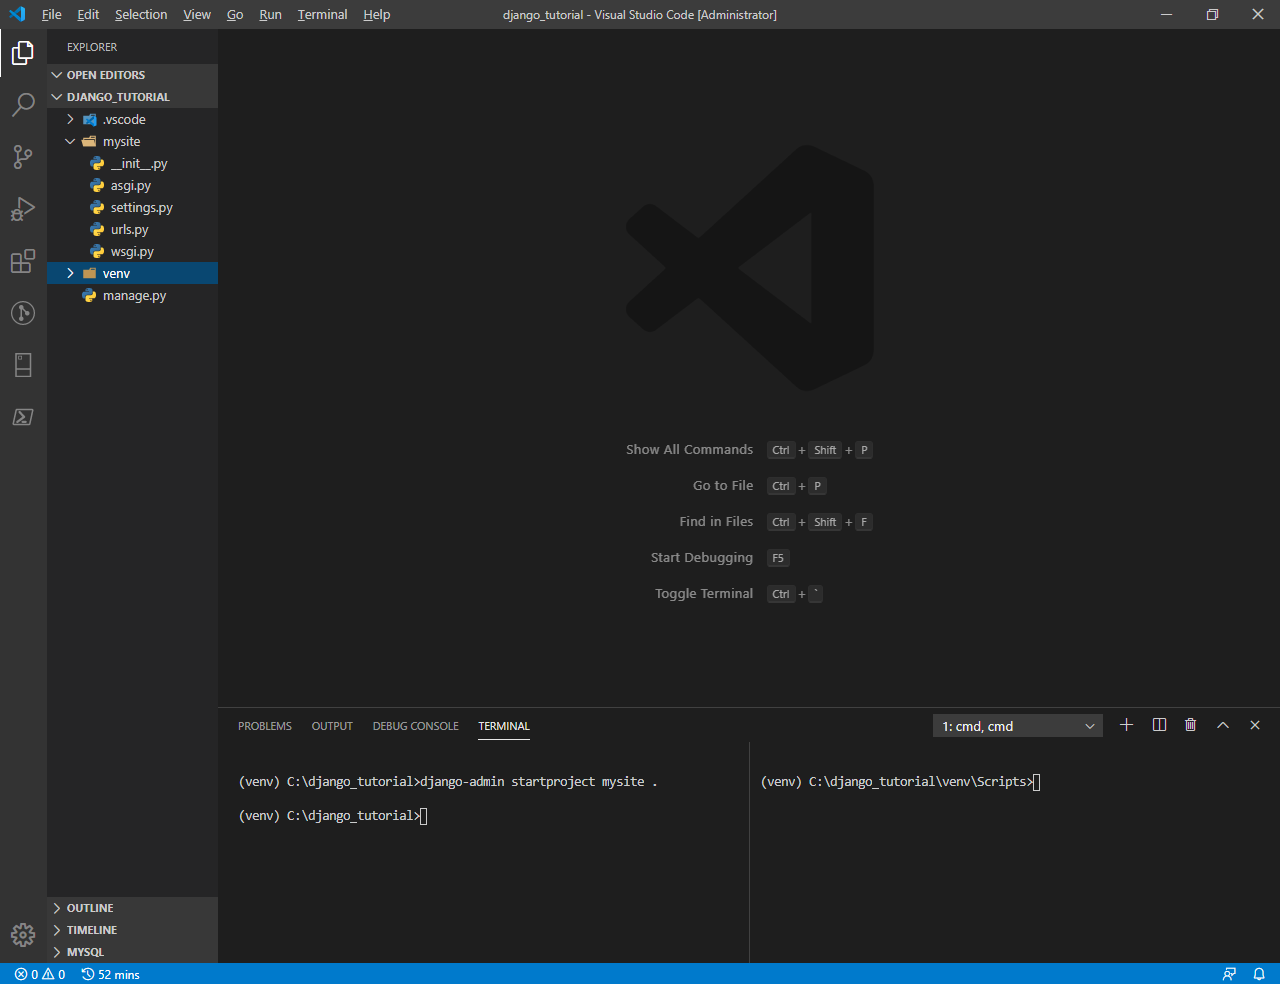 File Edit Selection View Go Run Terminal Help django_tutorial - Visual Studio Code [Administrator]
EXPLORER
OPEN EDITORS
DJANGO_TUTORIAL
.vscode
mysite
__init__.py
asgi.py
settings.py
urls.py
wsgi.py
venv
manage.py
Show All Commands Ctrl + Shift + P
Go to File Ctrl + P
Find in Files Ctrl + Shift + F
Start Debugging F5
Toggle Terminal Ctrl + `
PROBLEMS OUTPUT DEBUG CONSOLE TERMINAL 1: cmd, cmd
(venv) C:\django_tutorial>django-admin startproject mysite .
(venv) C:\django_tutorial>
(venv) C:\django_tutorial\venv\Scripts>
OUTLINE
TIMELINE
MYSQL
0 0 52 mins